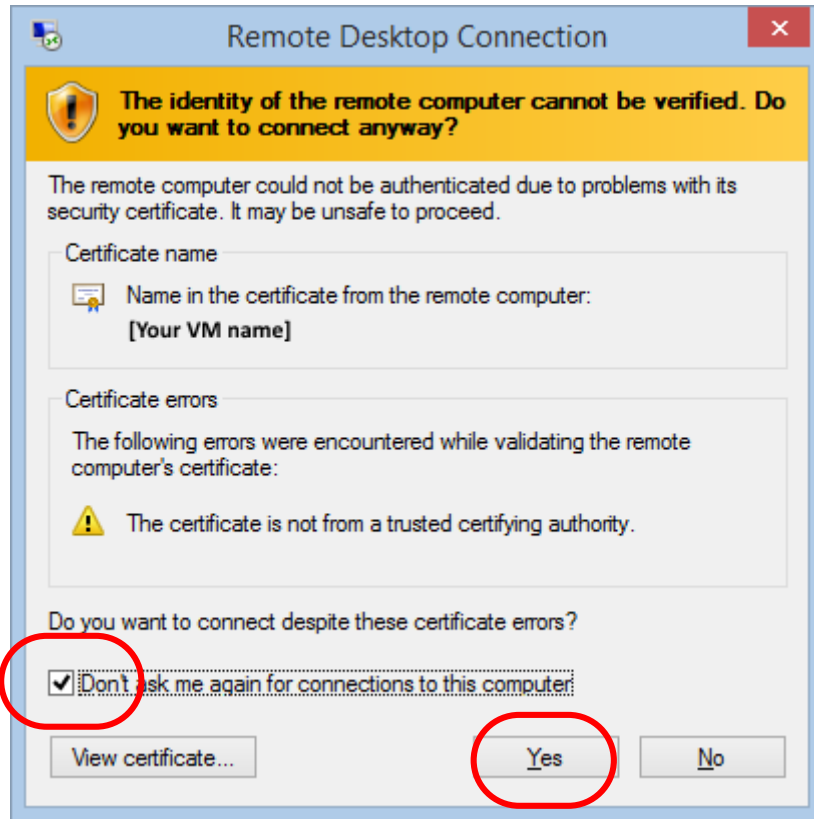 Remote Desktop Connection
The identity of the remote computer cannot be verified. Do
you want to connect anyway?
The remote computer could not be authenticated due to problems with its
security certificate. It may be unsafe to proceed.
Certificate name
Name in the certificate from the remote computer:
[Your VM name]
Certificate errors
The following errors were encountered while validating the remote
computer's certificate:
The certificate is not from a trusted certifying authority.
Do you want to connect despite these certificate errors?
Don't ask me again for connections to this computer
View certificate...
Yes
No